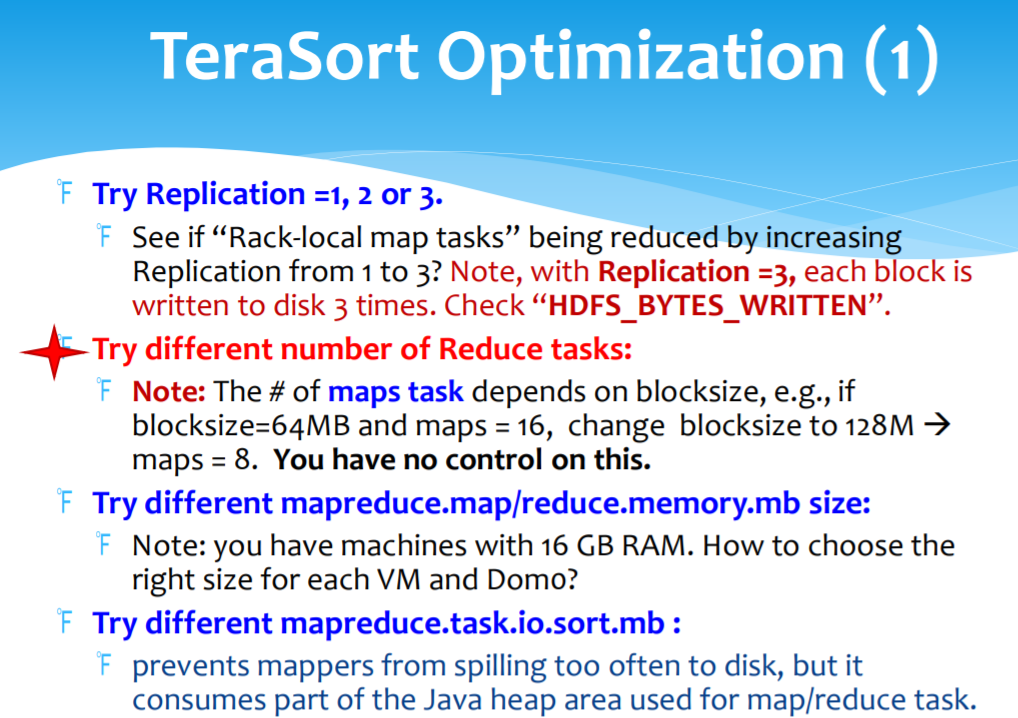 TeraSort Optimization (1)
Try Replication =1, 2 or 3.
See if “Rack-local map tasks” being reduced by increasing
Replication from 1 to 3? Note, with Replication =3, each block is
written to disk 3 times. Check “HDFS_BYTES_WRITTEN”.
Try different number of Reduce tasks:
Note: The # of maps task depends on blocksize, e.g., if
blocksize=64MB and maps = 16, change blocksize to 128M →
maps = 8. You have no control on this.
Try different mapreduce.map/reduce.memory.mb size:
Note: you have machines with 16 GB RAM. How to choose the
right size for each VM and Dom0?
Try different mapreduce.task.io.sort.mb :
prevents mappers from spilling too often to disk, but it
consumes part of the Java heap area used for map/reduce task.